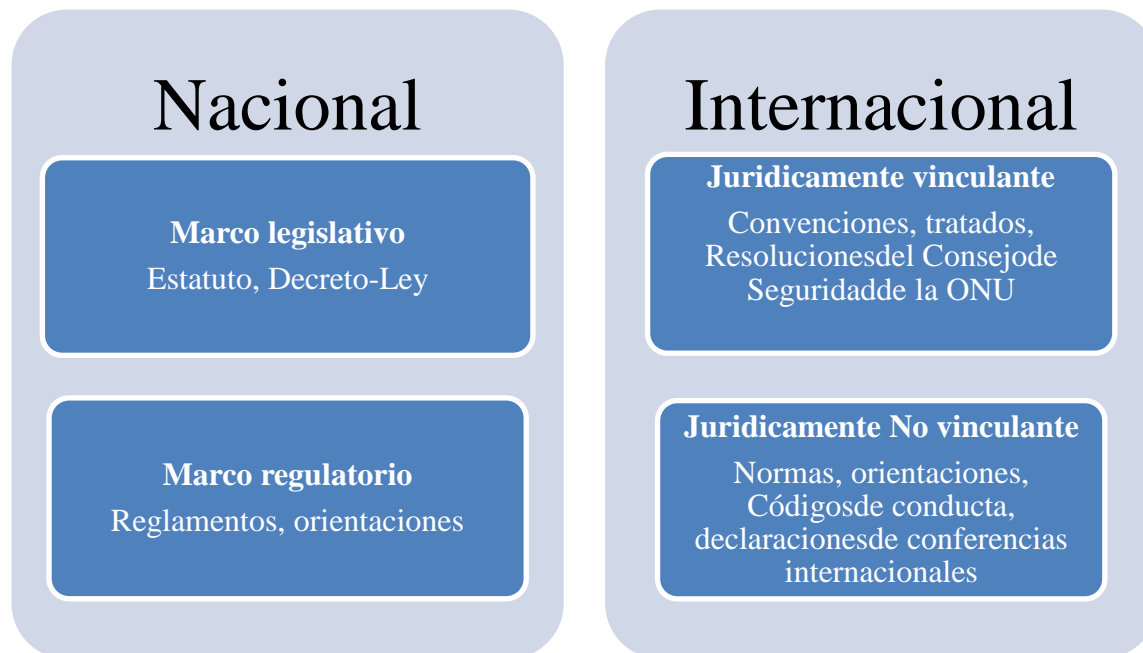 Nacional
Marco legislativo
Estatuto, Decreto-Ley
Marco regulatorio
Reglamentos, orientaciones
Internacional
Juridicamente vinculante
Convenciones, tratados,
Resolucionesdel Consejode
Seguridadde la ONU
Juridicamente No vinculante
Normas, orientaciones,
Códigosde conducta,
declaracionesde conferencias
internacionales